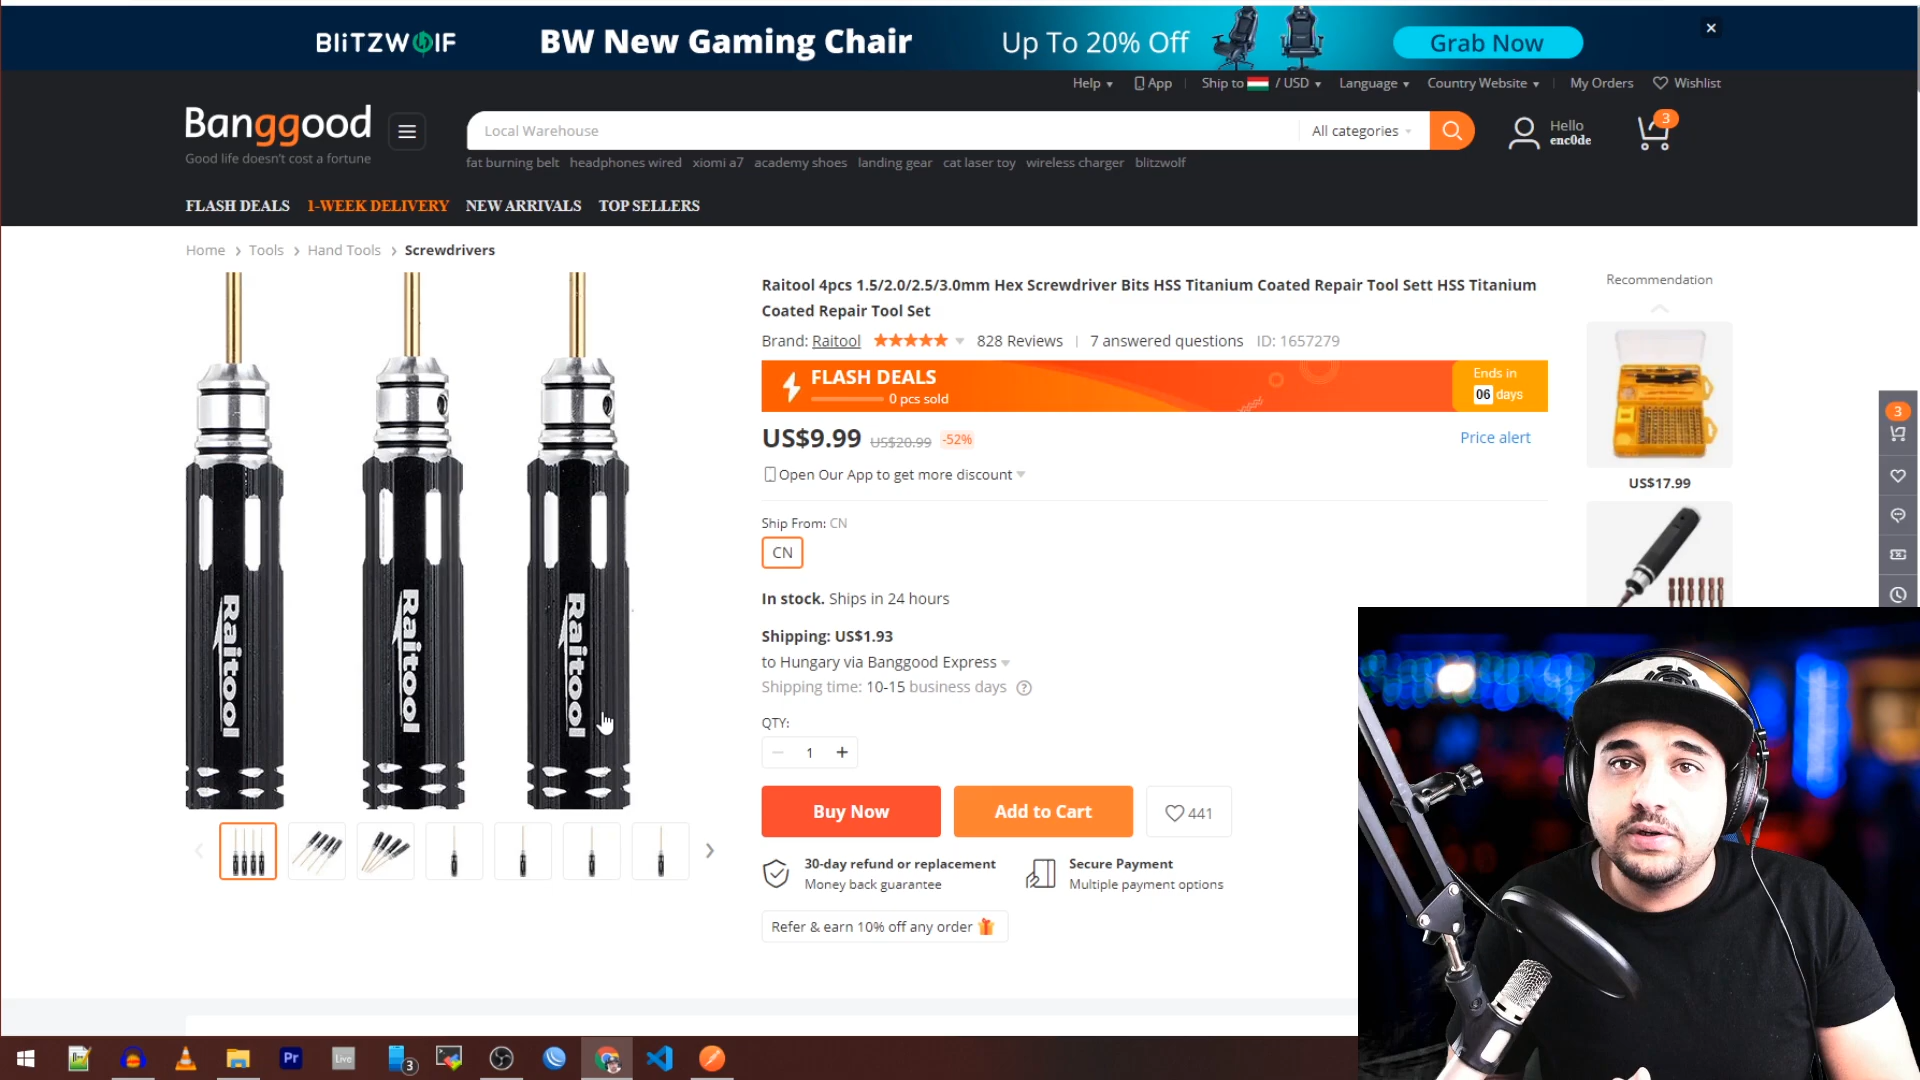 BLiTZWOLF
BW New Gaming Chair
Up To 20% Off
Grab Now
Help
App
Ship to / USD
Language
Country Website
My Orders
Wishlist
Banggood
Good life doesn't cost a fortune
Local Warehouse
All categories
Hello
enc0de
3
fat burning belt headphones wired xiomi a7 academy shoes landing gear cat laser toy wireless charger blitzwolf
FLASH DEALS 1-WEEK DELIVERY NEW ARRIVALS TOP SELLERS
Home > Tools > Hand Tools > Screwdrivers
Raitool
Raitool
Raitool
Raitool 4pcs 1.5/2.0/2.5/3.0mm Hex Screwdriver Bits HSS Titanium Coated Repair Tool Sett HSS Titanium
Coated Repair Tool Set
Brand: Raitool 828 Reviews | 7 answered questions ID: 1657279
FLASH DEALS
0 pcs sold
Ends in
06 days
US$9.99 US$20.99 -52%
Price alert
Open Our App to get more discount
Ship From: CN
CN
In stock. Ships in 24 hours
Shipping: US$1.93
to Hungary via Banggood Express
Shipping time: 10-15 business days ?
QTY:
− 1 +
Buy Now
Add to Cart
441
30-day refund or replacement
Money back guarantee
Secure Payment
Multiple payment options
Refer & earn 10% off any order
Recommendation
US$17.99
3
Pr
Live
3